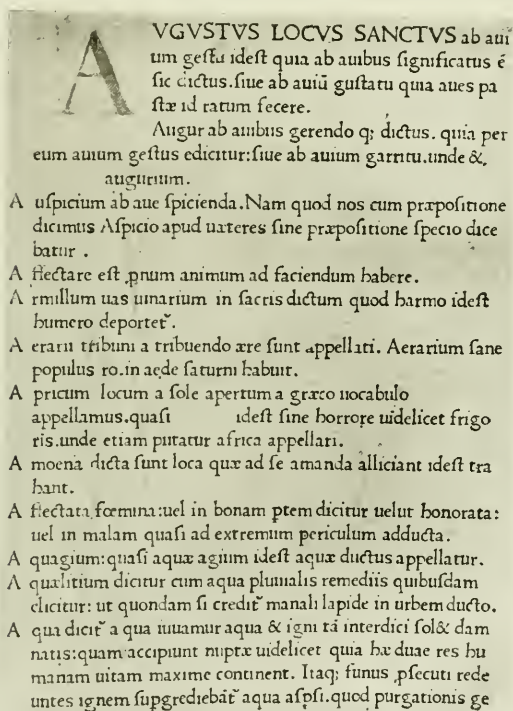 AVGVSTVS LOCVS SANCTVS ab aui
um gestu idest quia ab auibus significatus ē
sic dictus.siue ab auiū gustatu quia aues pa
stæ id ratum fecere.
Augur ab auibus gerendo q; dictus. quia per
eum auium gestus edicitur:siue ab auium garritu.unde &
augurium.
A uspicium ab aue spicienda.Nam quod nos cum præpositione
dicimus Aspicio apud ueteres sine præpositione specio dice
batur .
A ffectare est ꝓnum animum ad faciendum habere.
A rmillum uas uinarium in sacris dictum quod harmo idest
humero deportet᷑.
A erarii tribuni a tribuendo ære sunt appellati. Aerarium sane
populus ro.in aede saturni habuit.
A pricum locum a sole apertum a græco uocabulo
appellamus.quasi idest sine horrore uidelicet frigo
ris.unde etiam putatur africa appellari.
A moena dicta sunt loca quæ ad se amanda alliciant idest tra
hant.
A ffectata fœmina:uel in bonam ptem dicitur uelut honorata:
uel in malam quasi ad extremum periculum adducta.
A quagium:quasi aquæ agium idest aquæ ductus appellatur.
A quælitium dicitur cum aqua pluuialis remediis quibusdam
elicitur: ut quondam si credit᷑ manali lapide in urbem ducto.
A qua dicit᷑ a qua iuuamur aqua & igni tā interdici sol& dam
natis:quam accipiunt nuptæ uidelicet quia hæ duae res hu
manam uitam maxime continent. Itaq; funus ꝓsecuti rede
untes ignem supgrediebāt᷑ aqua aspsi.quod purgationis ge